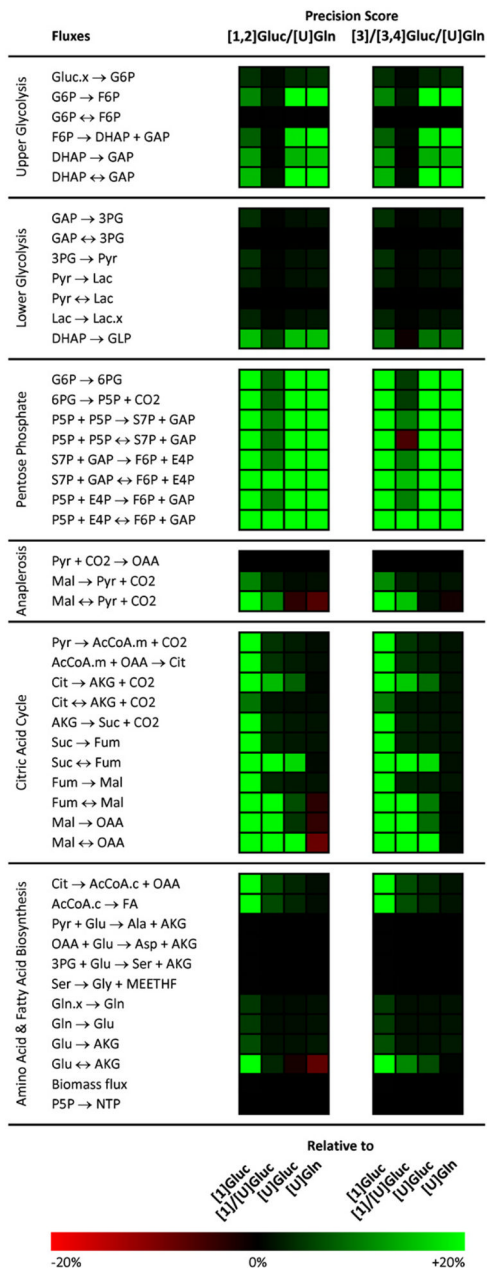 Precision Score
Fluxes [1,2]Gluc/[U]Gln [3]/[3,4]Gluc/[U]Gln
Upper Glycolysis
Gluc.x → G6P
G6P → F6P
G6P ↔ F6P
F6P → DHAP + GAP
DHAP → GAP
DHAP ↔ GAP
Lower Glycolysis
GAP → 3PG
GAP ↔ 3PG
3PG → Pyr
Pyr → Lac
Pyr ↔ Lac
Lac → Lac.x
DHAP → GLP
Pentose Phosphate
G6P → 6PG
6PG → P5P + CO2
P5P + P5P → S7P + GAP
P5P + P5P ↔ S7P + GAP
S7P + GAP → F6P + E4P
S7P + GAP ↔ F6P + E4P
P5P + E4P → F6P + GAP
P5P + E4P ↔ F6P + GAP
Anaplerosis
Pyr + CO2 → OAA
Mal → Pyr + CO2
Mal ↔ Pyr + CO2
Citric Acid Cycle
Pyr → AcCoA.m + CO2
AcCoA.m + OAA → Cit
Cit → AKG + CO2
Cit ↔ AKG + CO2
AKG → Suc + CO2
Suc → Fum
Suc ↔ Fum
Fum → Mal
Fum ↔ Mal
Mal → OAA
Mal ↔ OAA
Amino Acid & Fatty Acid Biosynthesis
Cit → AcCoA.c + OAA
AcCoA.c → FA
Pyr + Glu → Ala + AKG
OAA + Glu → Asp + AKG
3PG + Glu → Ser + AKG
Ser → Gly + MEETHF
Gln.x → Gln
Gln → Glu
Glu → AKG
Glu ↔ AKG
Biomass flux
P5P → NTP
Relative to
[1]Gluc
[1]/[U]Gluc
[U]Gluc
[U]Gln
[1]Gluc
[1]/[U]Gluc
[U]Gluc
[U]Gln
-20% 0% +20%